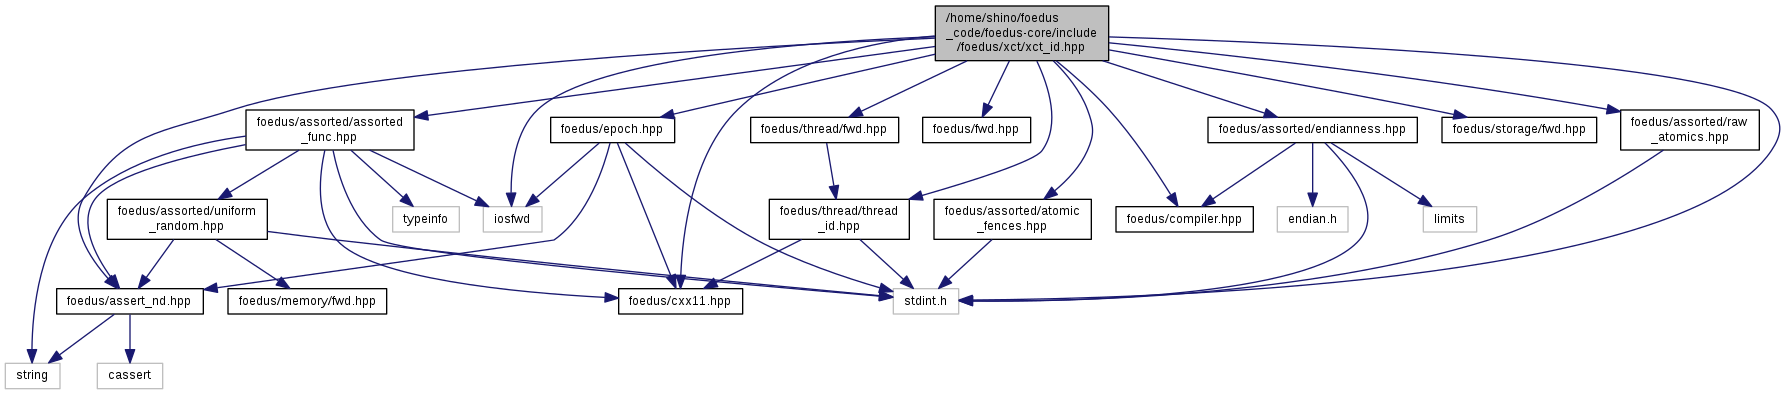 /home/shino/foedus
_code/foedus-core/include
/foedus/xct/xct_id.hpp
foedus/assorted/assorted
_func.hpp
foedus/epoch.hpp
foedus/thread/fwd.hpp
foedus/fwd.hpp
foedus/assorted/endianness.hpp
foedus/storage/fwd.hpp
foedus/assorted/raw
_atomics.hpp
foedus/assorted/uniform
_random.hpp
typeinfo
iosfwd
foedus/thread/thread
_id.hpp
foedus/assorted/atomic
_fences.hpp
foedus/compiler.hpp
endian.h
limits
foedus/assert_nd.hpp
foedus/memory/fwd.hpp
foedus/cxx11.hpp
stdint.h
string
cassert